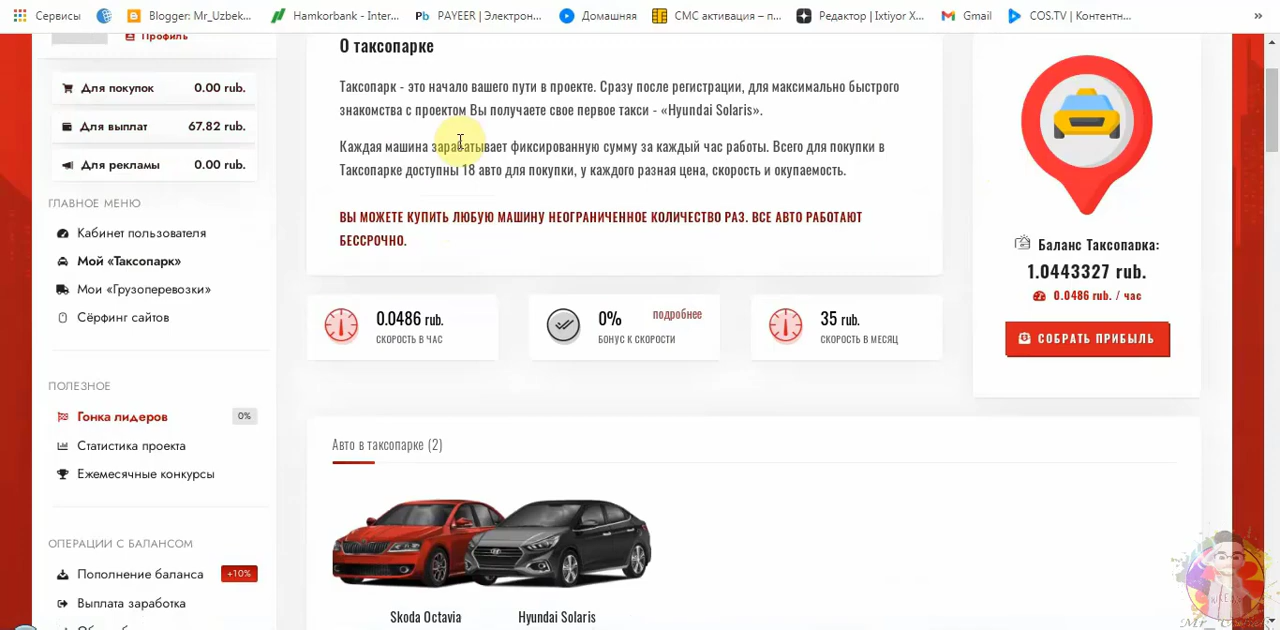 Сервисы
Blogger: Mr_Uzbek...
Hamkorbank - Inter...
Pb PAYEER | Электрон...
Домашняя
СМС активация – п...
Редактор | Ixtiyor X...
Gmail
COS.TV | Контентн...
»
Профиль
Для покупок 0.00 rub.
Для выплат 67.82 rub.
Для рекламы 0.00 rub.
ГЛАВНОЕ МЕНЮ
Кабинет пользователя
Мой «Таксопарк»
Мои «Грузоперевозки»
Сёрфинг сайтов
ПОЛЕЗНОЕ
Гонка лидеров 0%
Статистика проекта
Ежемесячные конкурсы
ОПЕРАЦИИ С БАЛАНСОМ
Пополнение баланса +10%
Выплата заработка
О таксопарке
Таксопарк - это начало вашего пути в проекте. Сразу после регистрации, для максимально быстрого
знакомства с проектом Вы получаете свое первое такси - «Hyundai Solaris».
Каждая машина зарабатывает фиксированную сумму за каждый час работы. Всего для покупки в
Таксопарке доступны 18 авто для покупки, у каждого разная цена, скорость и окупаемость.
ВЫ МОЖЕТЕ КУПИТЬ ЛЮБУЮ МАШИНУ НЕОГРАНИЧЕННОЕ КОЛИЧЕСТВО РАЗ. ВСЕ АВТО РАБОТАЮТ
БЕССРОЧНО.
0.0486 rub.
СКОРОСТЬ В ЧАС
0% подробнее
БОНУС К СКОРОСТИ
35 rub.
СКОРОСТЬ В МЕСЯЦ
Баланс Таксопарка:
1.0443327 rub.
0.0486 rub. / час
СОБРАТЬ ПРИБЫЛЬ
Авто в таксопарке (2)
Skoda Octavia
Hyundai Solaris